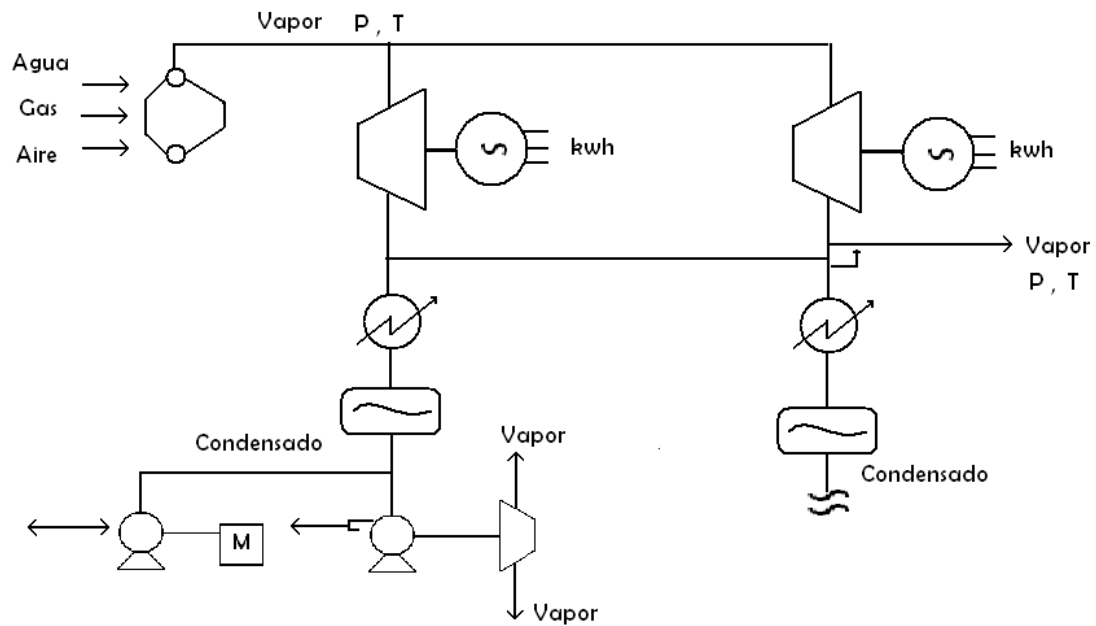 Vapor P , T
Agua
Gas
Aire
kwh
kwh
Vapor
P , T
Condensado
Vapor
Condensado
M
Vapor